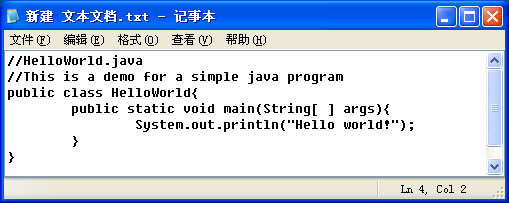 新建 文本文档.txt - 记事本
文件(F) 编辑(E) 格式(O) 查看(V) 帮助(H)
//HelloWorld.java
//This is a demo for a simple java program
public class HelloWorld{
        public static void main(String[ ] args){
                System.out.println("Hello world!");
        }
}
Ln 4, Col 2